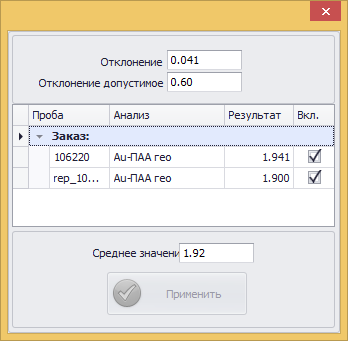 Отклонение 0.041
Отклонение допустимое 0.60
Проба Анализ Результат Вкл.
Заказ:
106220 Au-ПАА гео 1.941
rep_10... Au-ПАА гео 1.900
Среднее значени 1.92
Применить